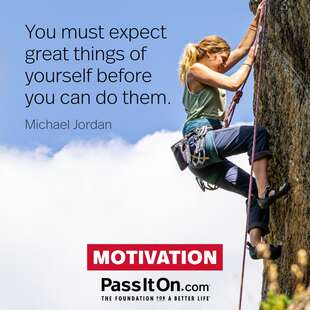 You must expect
great things of
yourself before
you can do them.
Michael Jordan
MOTIVATION
PassItOn.com®
THE FOUNDATION FOR A BETTER LIFE®